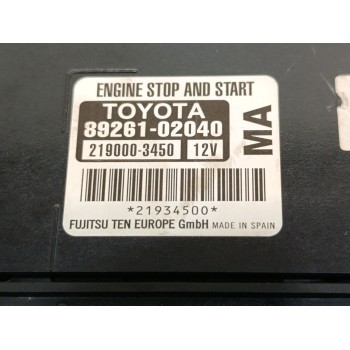 ENGINE STOP AND START
TOYOTA
89261-02040
219000-3450 12V
MA
*21934500*
FUJITSU TEN EUROPE GmbH MADE IN SPAIN